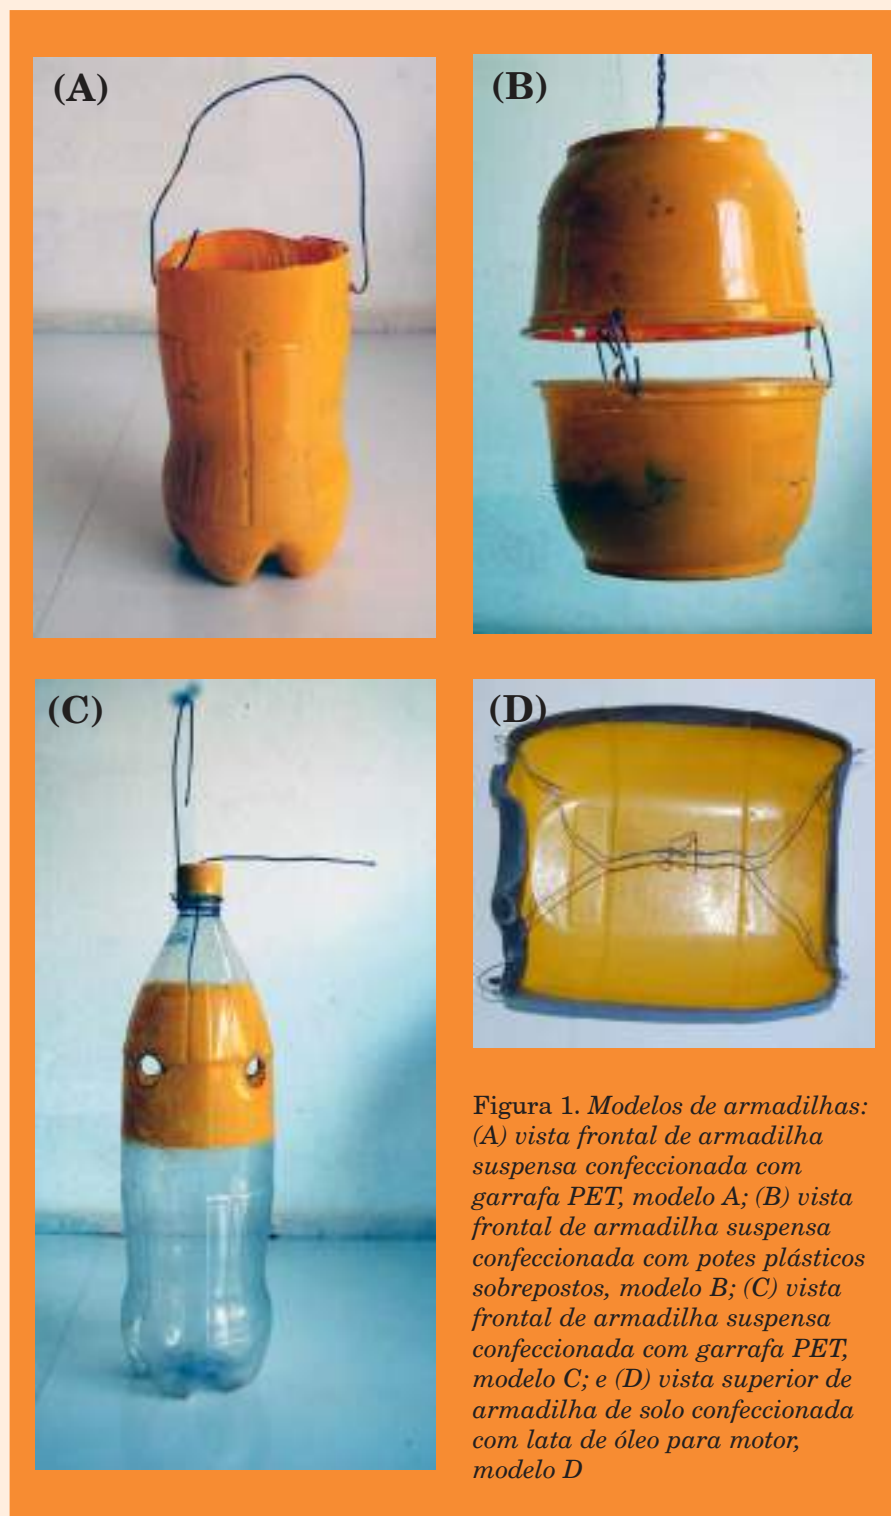 (A)
(B)
(C)
(D)
Figura 1. Modelos de armadilhas:
(A) vista frontal de armadilha
suspensa confeccionada com
garrafa PET, modelo A; (B) vista
frontal de armadilha suspensa
confeccionada com potes plásticos
sobrepostos, modelo B; (C) vista
frontal de armadilha suspensa
confeccionada com garrafa PET,
modelo C; e (D) vista superior de
armadilha de solo confeccionada
com lata de óleo para motor,
modelo D